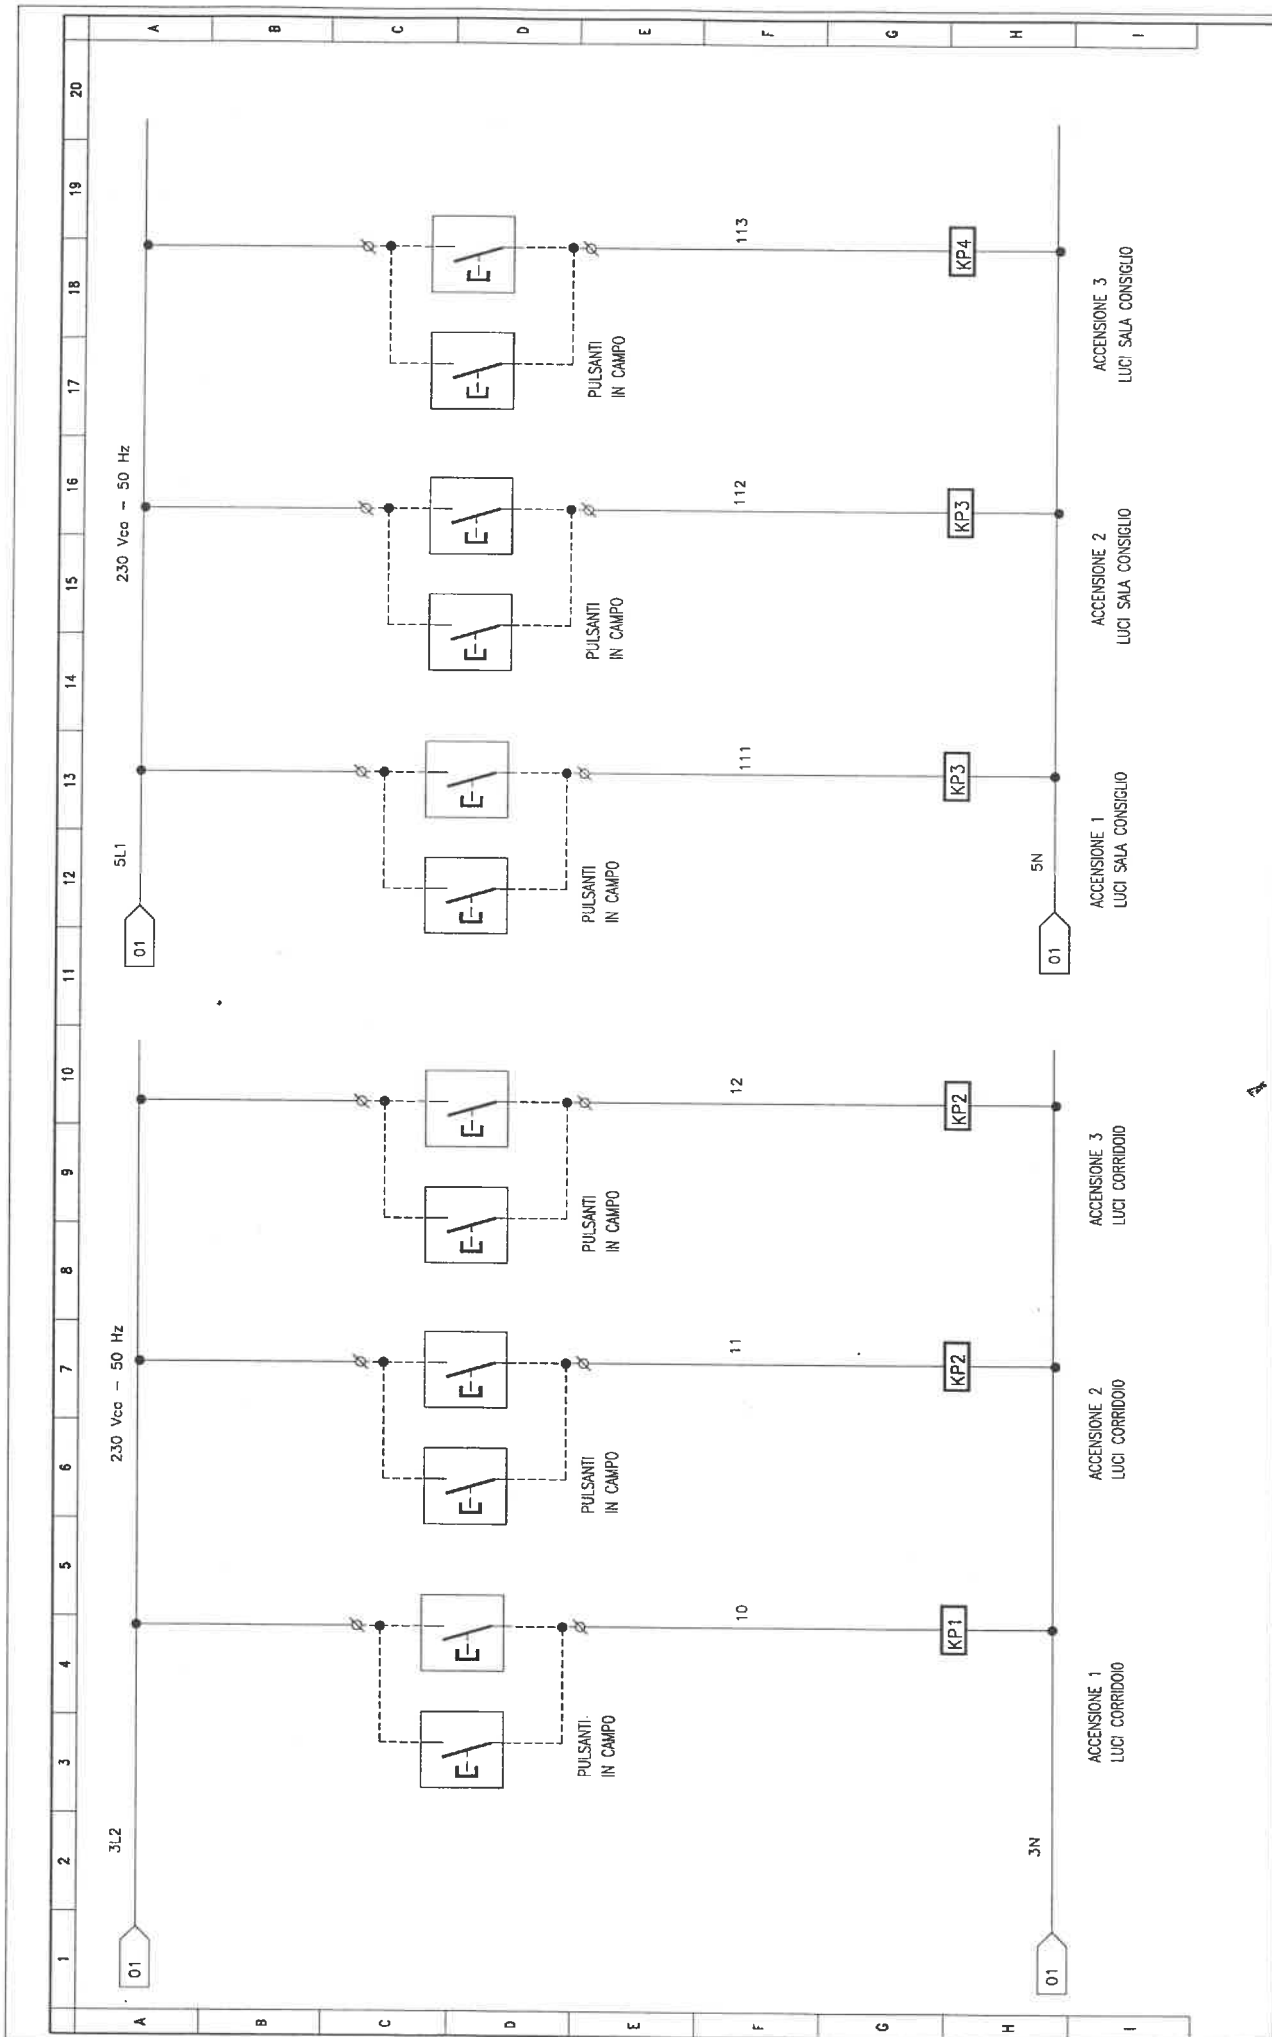 1 2 3 4 5 6 7 8 9 10 11 12 13 14 15 16 17 18 19 20
A B C D E F G H I
A B C D E F G H I
01
3L2
230 Vca – 50 Hz
PULSANTI
IN CAMPO
PULSANTI
IN CAMPO
PULSANTI
IN CAMPO
10
11
12
KP1
KP2
KP2
01
3N
ACCENSIONE 1
LUCI CORRIDOIO
ACCENSIONE 2
LUCI CORRIDOIO
ACCENSIONE 3
LUCI CORRIDOIO
01
5L1
230 Vca – 50 Hz
PULSANTI
IN CAMPO
PULSANTI
IN CAMPO
PULSANTI
IN CAMPO
111
112
113
KP3
KP3
KP4
01
5N
ACCENSIONE 1
LUCI SALA CONSIGLIO
ACCENSIONE 2
LUCI SALA CONSIGLIO
ACCENSIONE 3
LUCI SALA CONSIGLIO